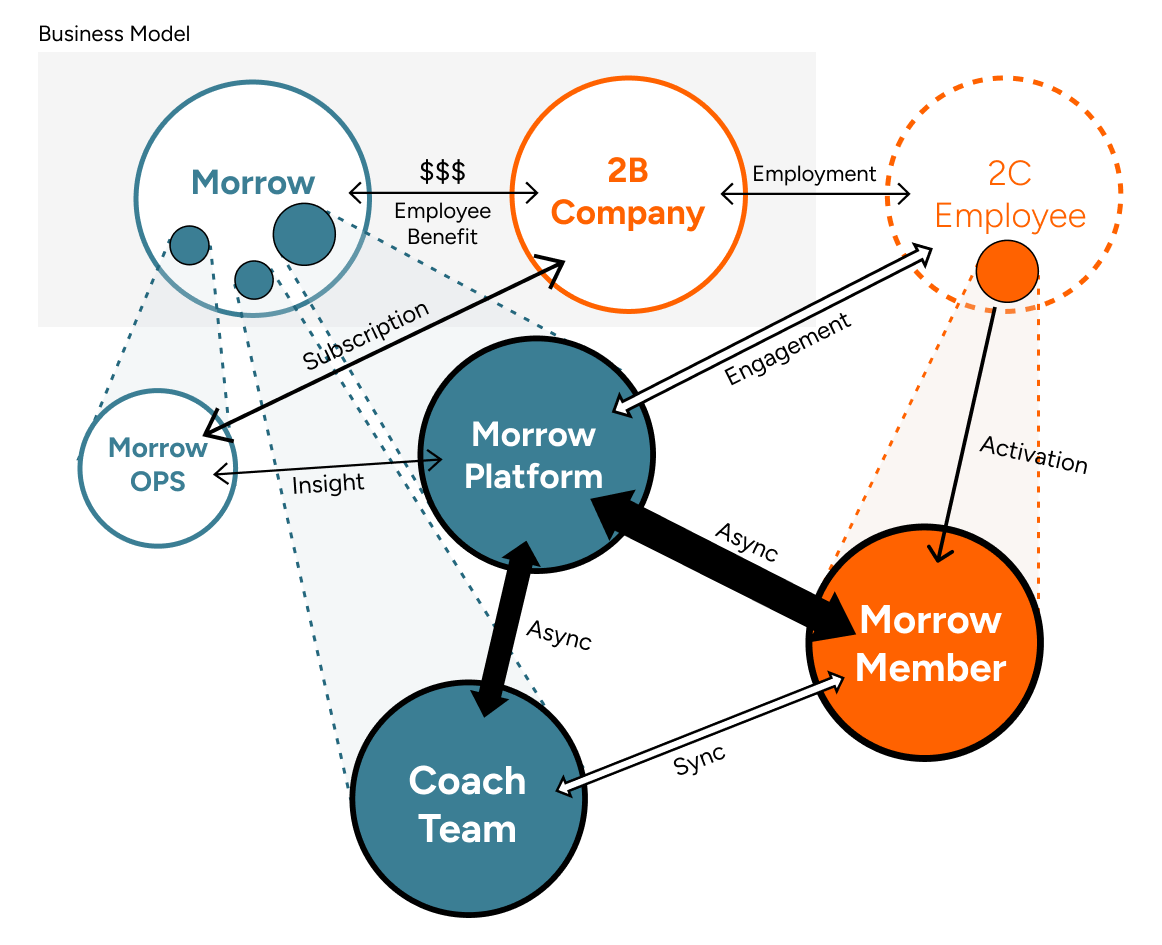 Business Model
Morrow
$$$
Employee
Benefit
2B
Company
Employment
2C
Employee
Subscription
Engagement
Morrow
OPS
Insight
Morrow
Platform
Activation
Async
Async
Morrow
Member
Sync
Coach
Team